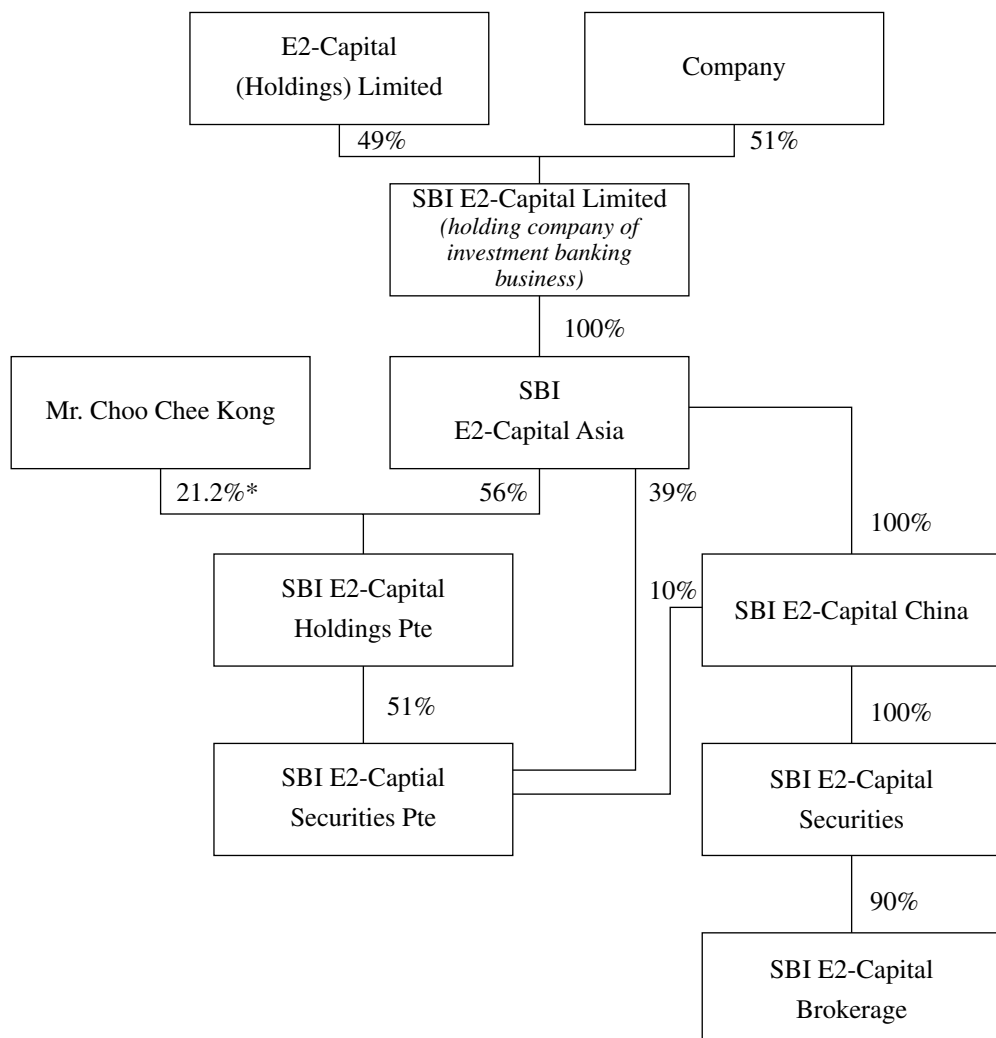 E2-Capital
(Holdings) Limited
Company
49%
51%
SBI E2-Capital Limited
(holding company of
investment banking
business)
100%
Mr. Choo Chee Kong
SBI
E2-Capital Asia
21.2%*
56%
39%
100%
SBI E2-Capital
Holdings Pte
10%
SBI E2-Capital China
51%
100%
SBI E2-Captial
Securities Pte
SBI E2-Capital
Securities
90%
SBI E2-Capital
Brokerage